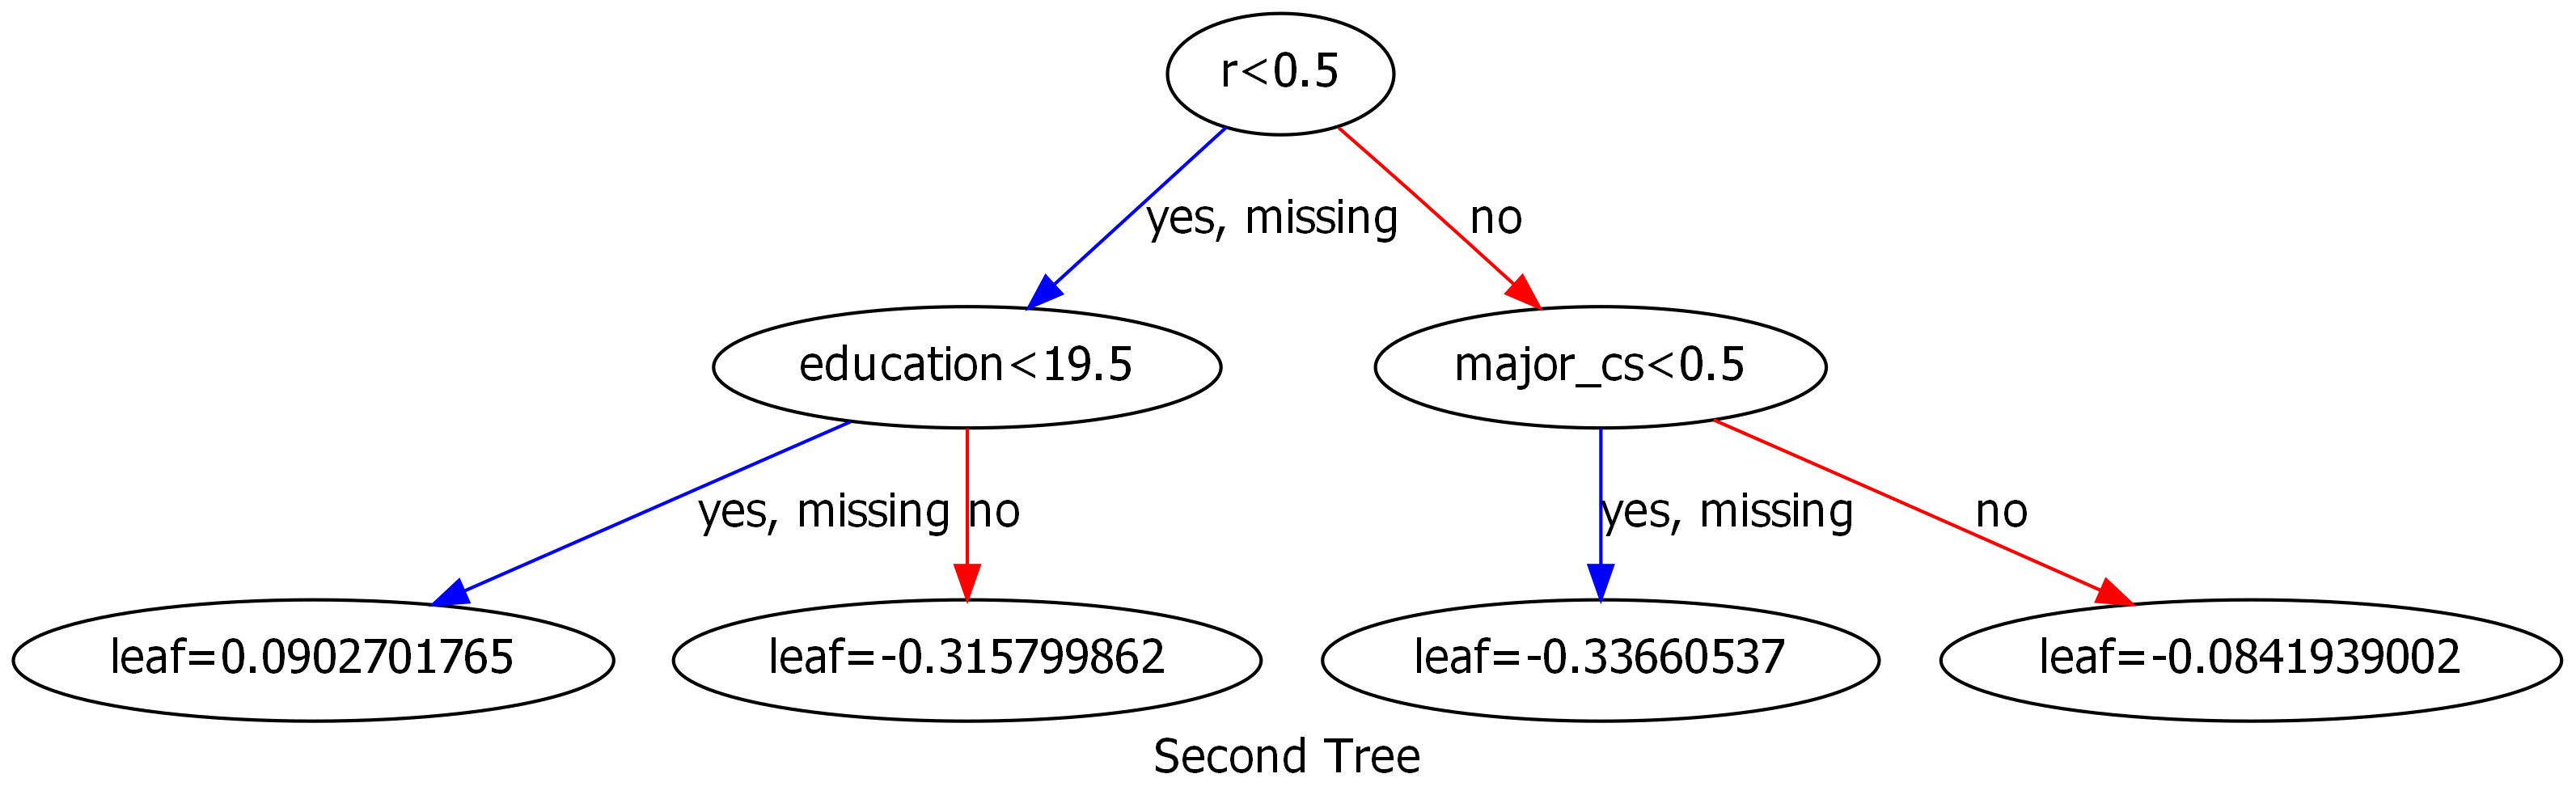 r<0.5
yes, missing
no
education<19.5
major_cs<0.5
yes, missing
no
yes, missing
no
leaf=0.0902701765
leaf=-0.315799862
leaf=-0.33660537
leaf=-0.0841939002
Second Tree